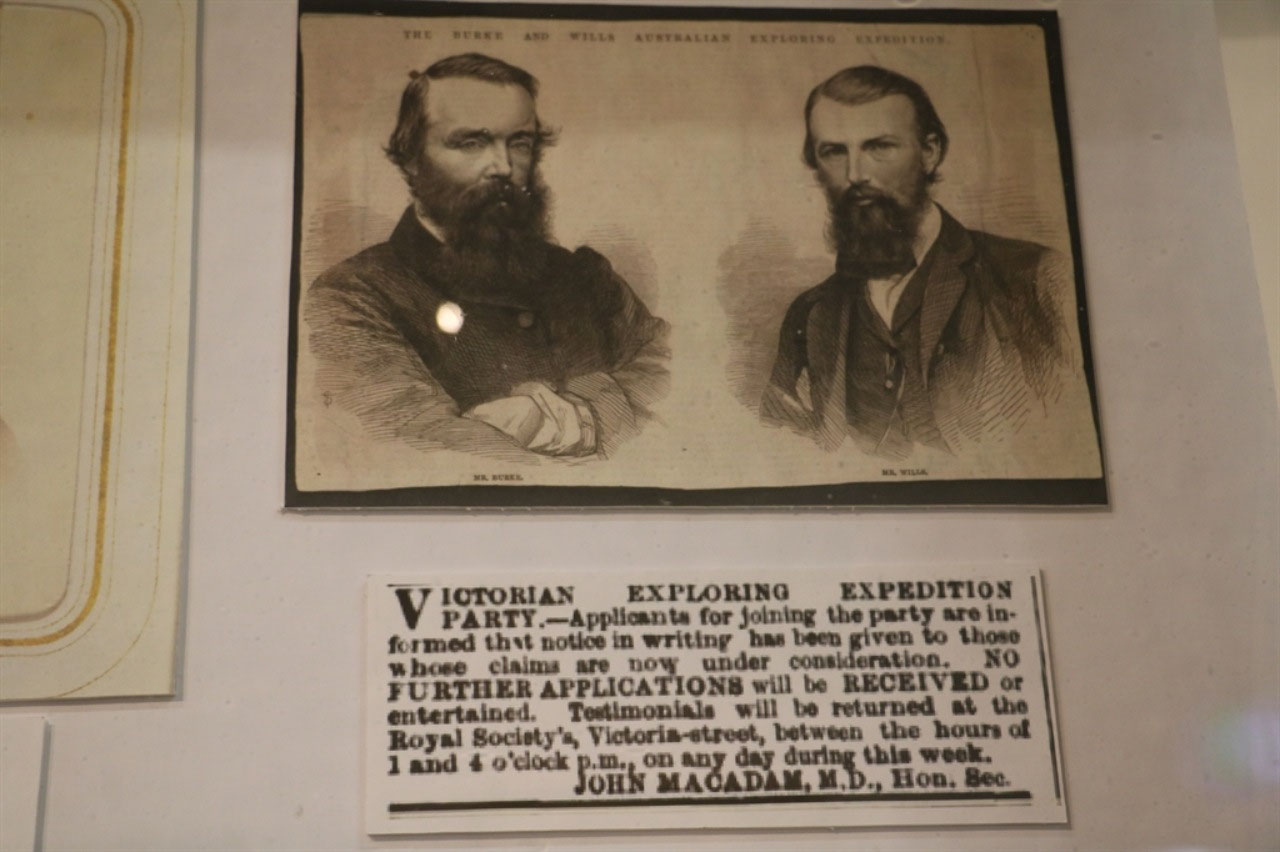 THE BURKE AND WILLS AUSTRALIAN EXPLORING EXPEDITION.
MR. BURKE.
MR. WILLS.
VICTORIAN EXPLORING EXPEDITION
PARTY.—Applicants for joining the party are in-
formed that notice in writing has been given to those
whose claims are now under consideration. NO
FURTHER APPLICATIONS will be RECEIVED or
entertained. Testimonials will be returned at the
Royal Society's, Victoria-street, between the hours of
1 and 4 o'clock p.m., on any day during this week.
JOHN MACADAM, M.D., Hon. Sec.